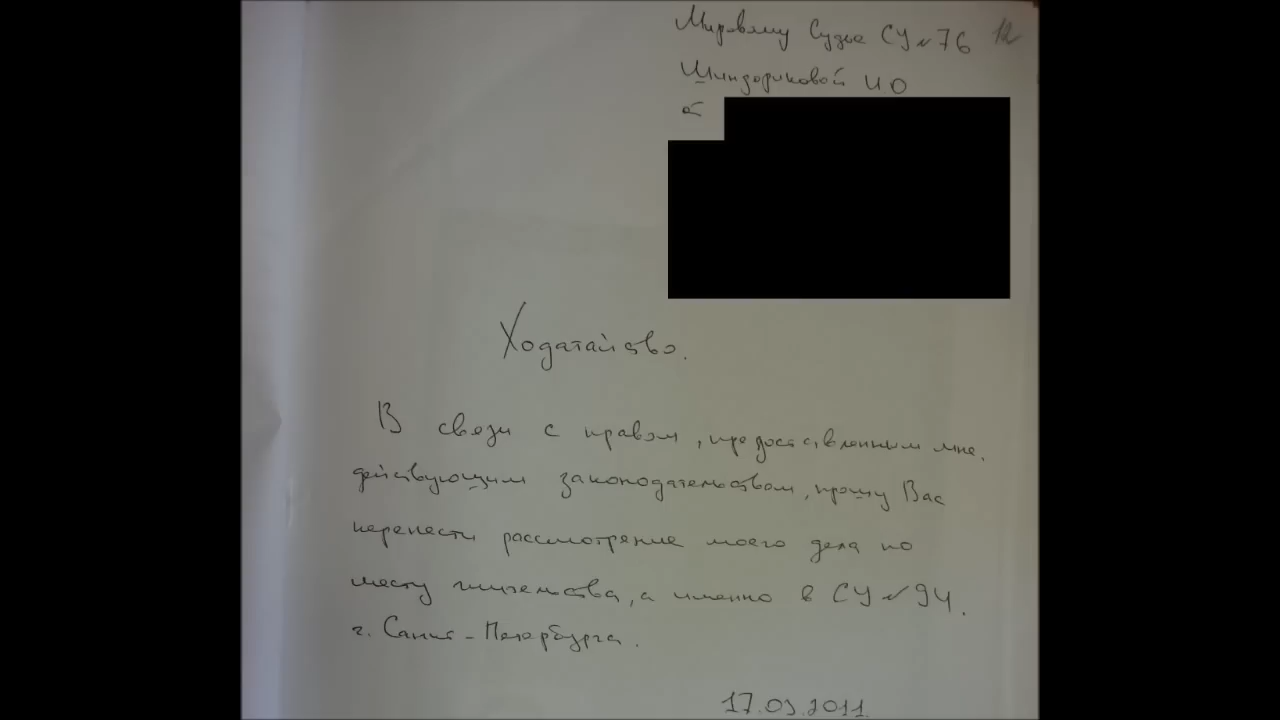 Мировому Судье СУ №76 12
Шиндориковой И О
от
Ходатайство.
В связи с правом, предоставленным мне,
действующим законодательством, прошу Вас
перенести рассмотрение моего дела по
месту жительства, а именно в СУ №94.
г. Санкт-Петербурга.
17.03.2011